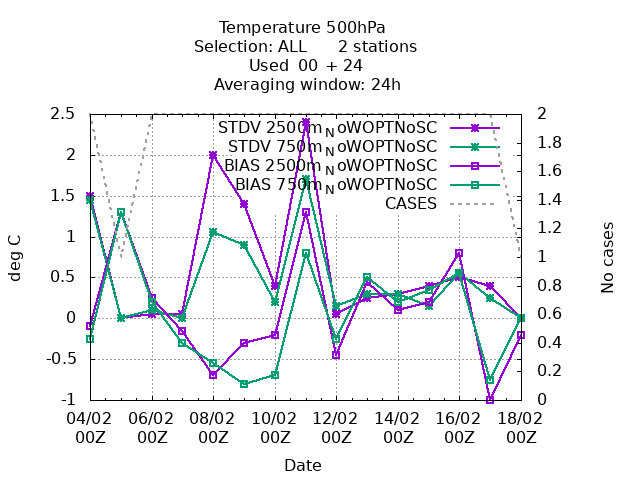 Temperature 500hPa
Selection: ALL 2 stations
Used 00 + 24
Averaging window: 24h
STDV 2500m_NoWOPTNoSC
STDV 750m_NoWOPTNoSC
BIAS 2500m_NoWOPTNoSC
BIAS 750m_NoWOPTNoSC
CASES
deg C
2.5
2
1.5
1
0.5
0
-0.5
-1
No cases
2
1.8
1.6
1.4
1.2
1
0.8
0.6
0.4
0.2
0
04/02 06/02 08/02 10/02 12/02 14/02 16/02 18/02
00Z 00Z 00Z 00Z 00Z 00Z 00Z 00Z
Date